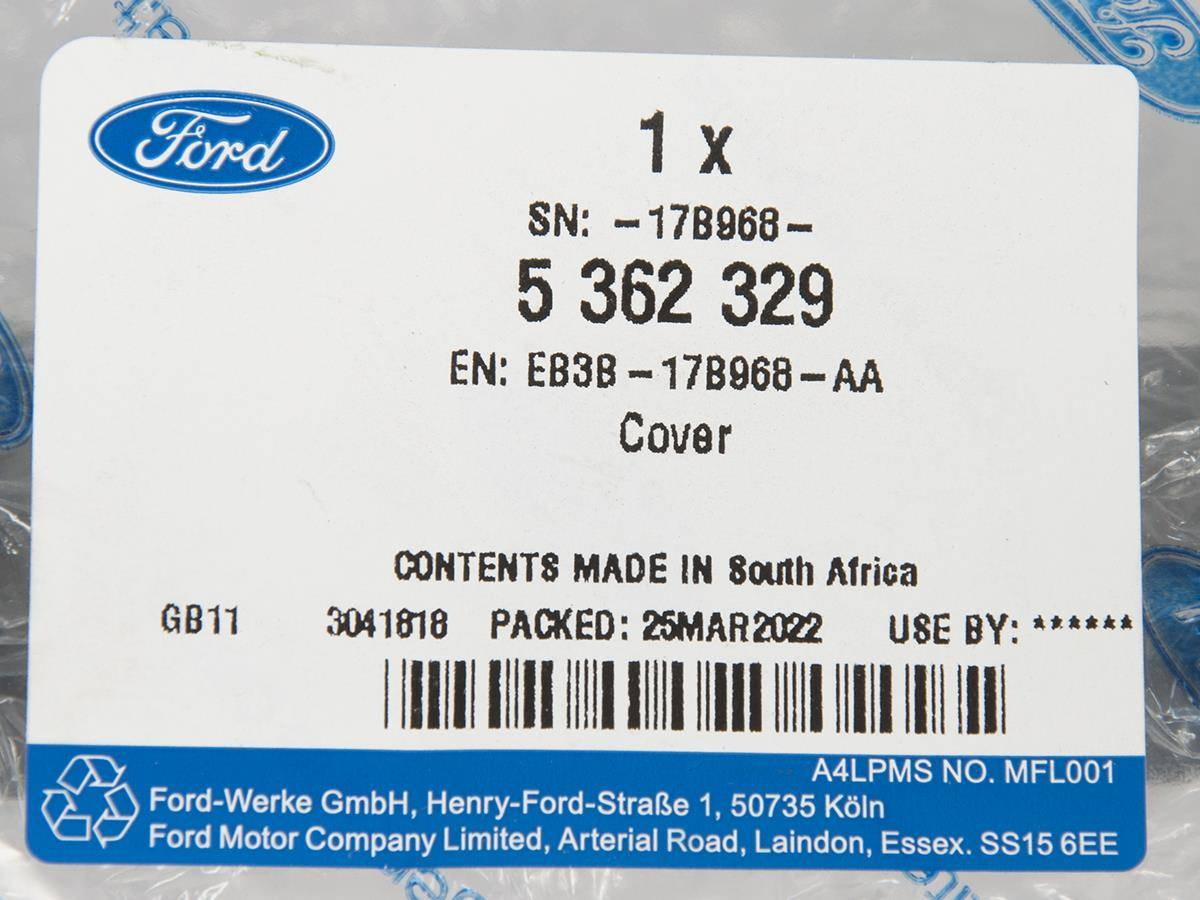 Ford
1 x
SN: -17B968-
5 362 329
EN: EB3B-17B968-AA
Cover
CONTENTS MADE IN South Africa
GB11 3041818 PACKED: 25MAR2022 USE BY: ******
A4LPMS NO. MFL001
Ford-Werke GmbH, Henry-Ford-Straße 1, 50735 Köln
Ford Motor Company Limited, Arterial Road, Laindon, Essex. SS15 6EE